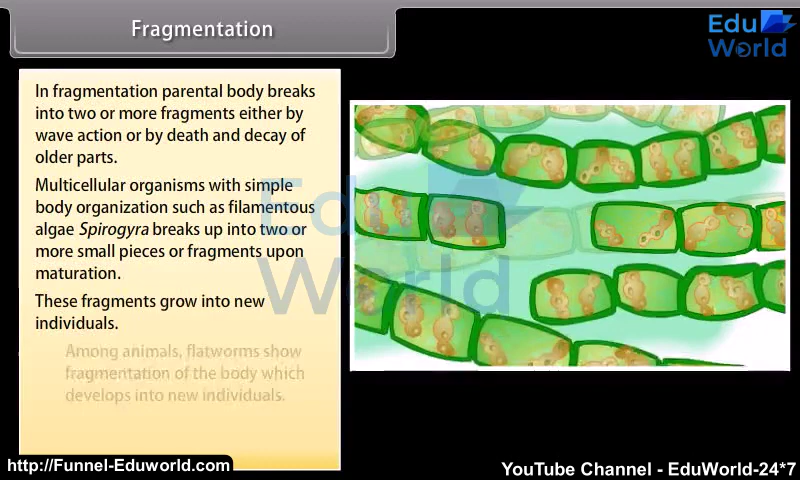 Fragmentation
Edu
World
In fragmentation parental body breaks
into two or more fragments either by
wave action or by death and decay of
older parts.
Multicellular organisms with simple
body organization such as filamentous
algae Spirogyra breaks up into two or
more small pieces or fragments upon
maturation.
These fragments grow into new
individuals.
Among animals, flatworms show
fragmentation of the body which
develops into new individuals.
Edu
World
http://Funnel-Eduworld.com
YouTube Channel - EduWorld-24*7